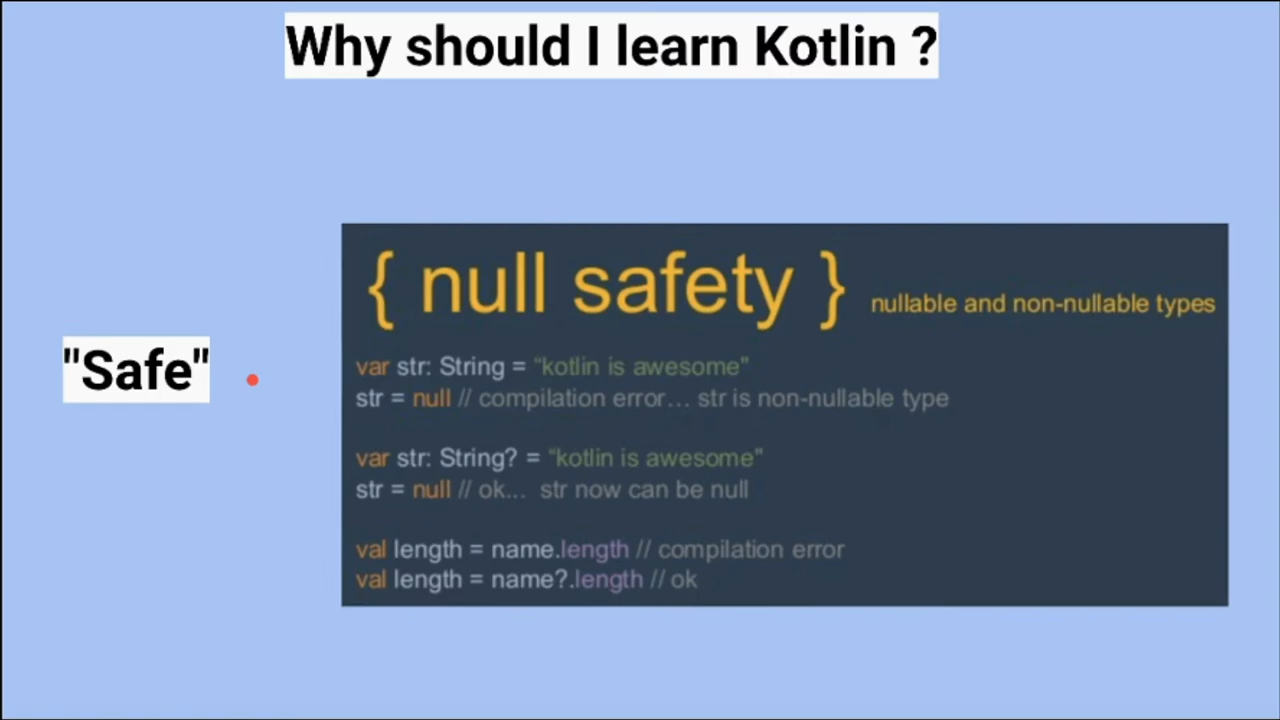 Why should I learn Kotlin ?
{ null safety } nullable and non-nullable types
"Safe"
var str: String = “kotlin is awesome”
str = null // compilation error… str is non-nullable type
var str: String? = “kotlin is awesome”
str = null // ok… str now can be null
val length = name.length // compilation error
val length = name?.length // ok